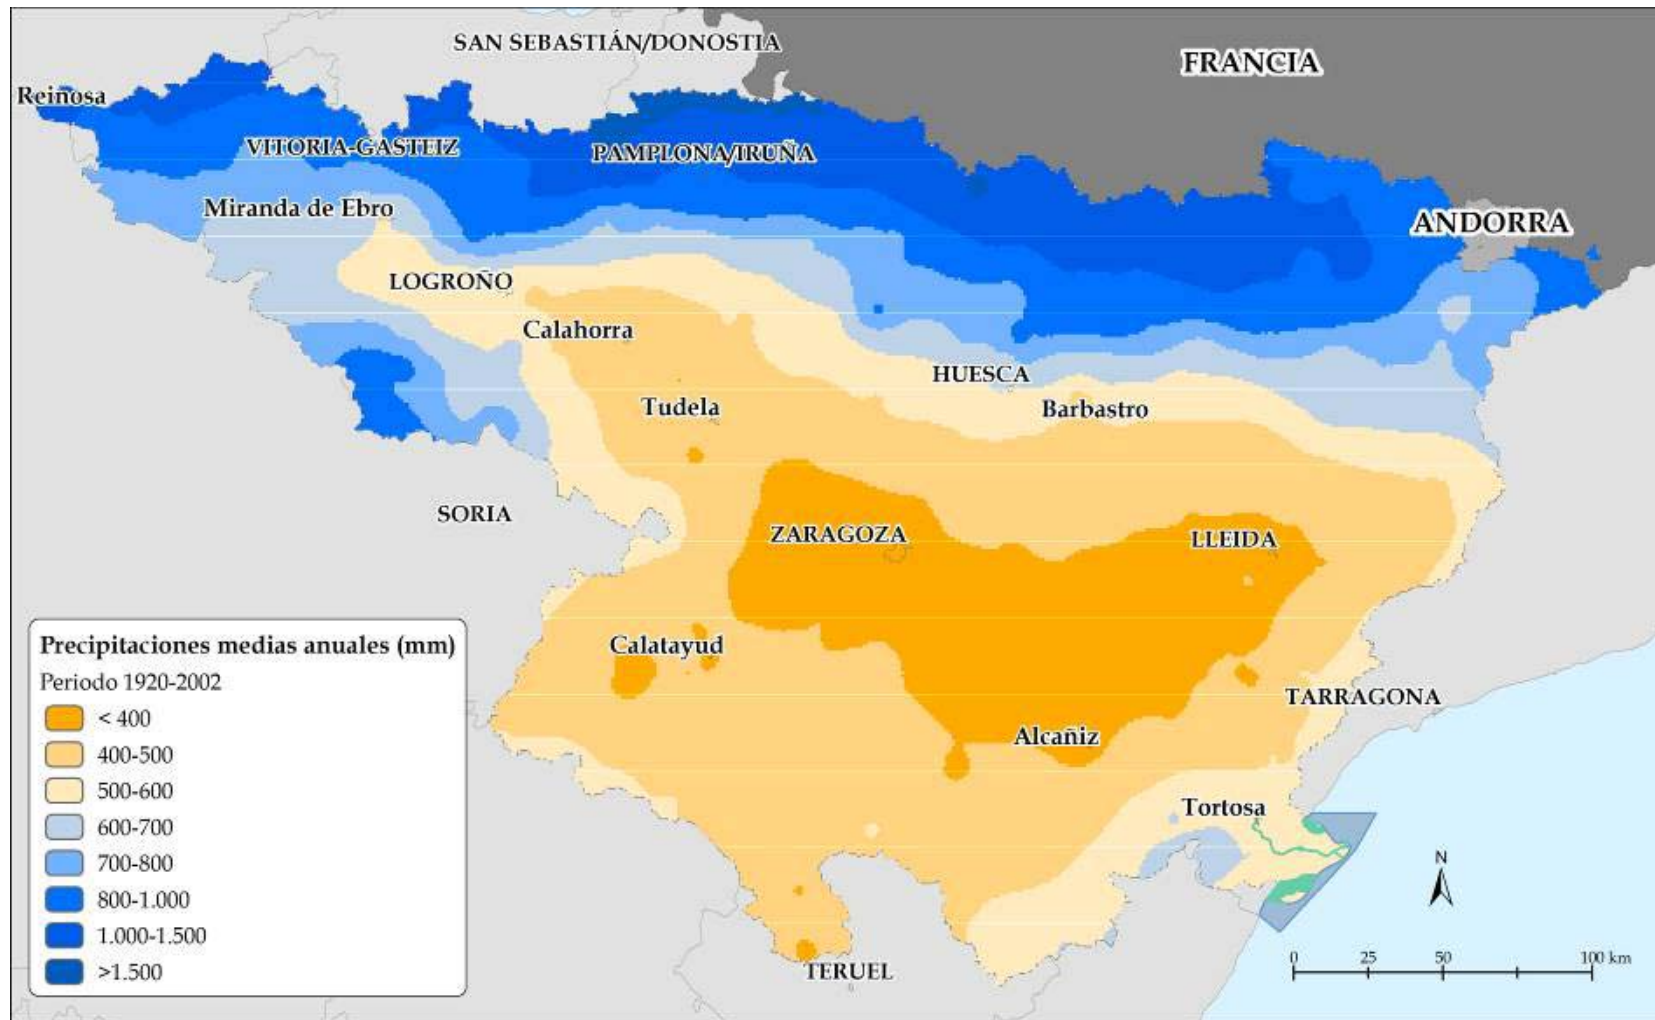 SAN SEBASTIÁN/DONOSTIA
FRANCIA
Reinosa
VITORIA-GASTEIZ
PAMPLONA/IRUÑA
Miranda de Ebro
ANDORRA
LOGROÑO
Calahorra
HUESCA
Tudela
Barbastro
SORIA
ZARAGOZA
LLEIDA
Calatayud
TARRAGONA
Alcañiz
Tortosa
TERUEL
Precipitaciones medias anuales (mm)
Periodo 1920-2002
< 400
400-500
500-600
600-700
700-800
800-1.000
1.000-1.500
>1.500
N
0 25 50 100 km